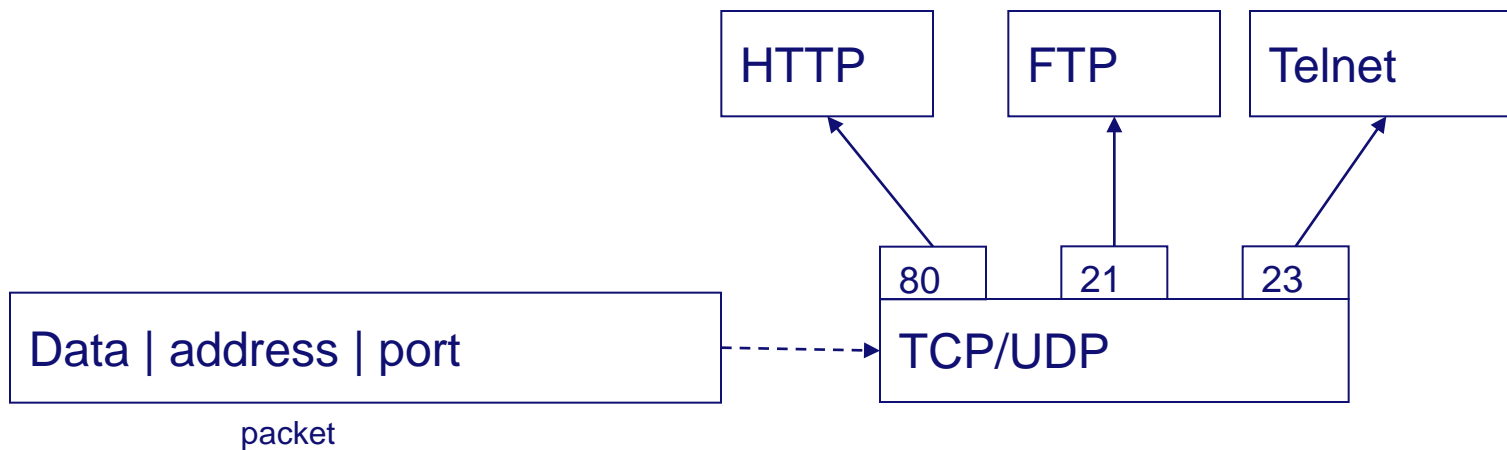 HTTP
FTP
Telnet
80
21
23
Data | address | port
TCP/UDP
packet